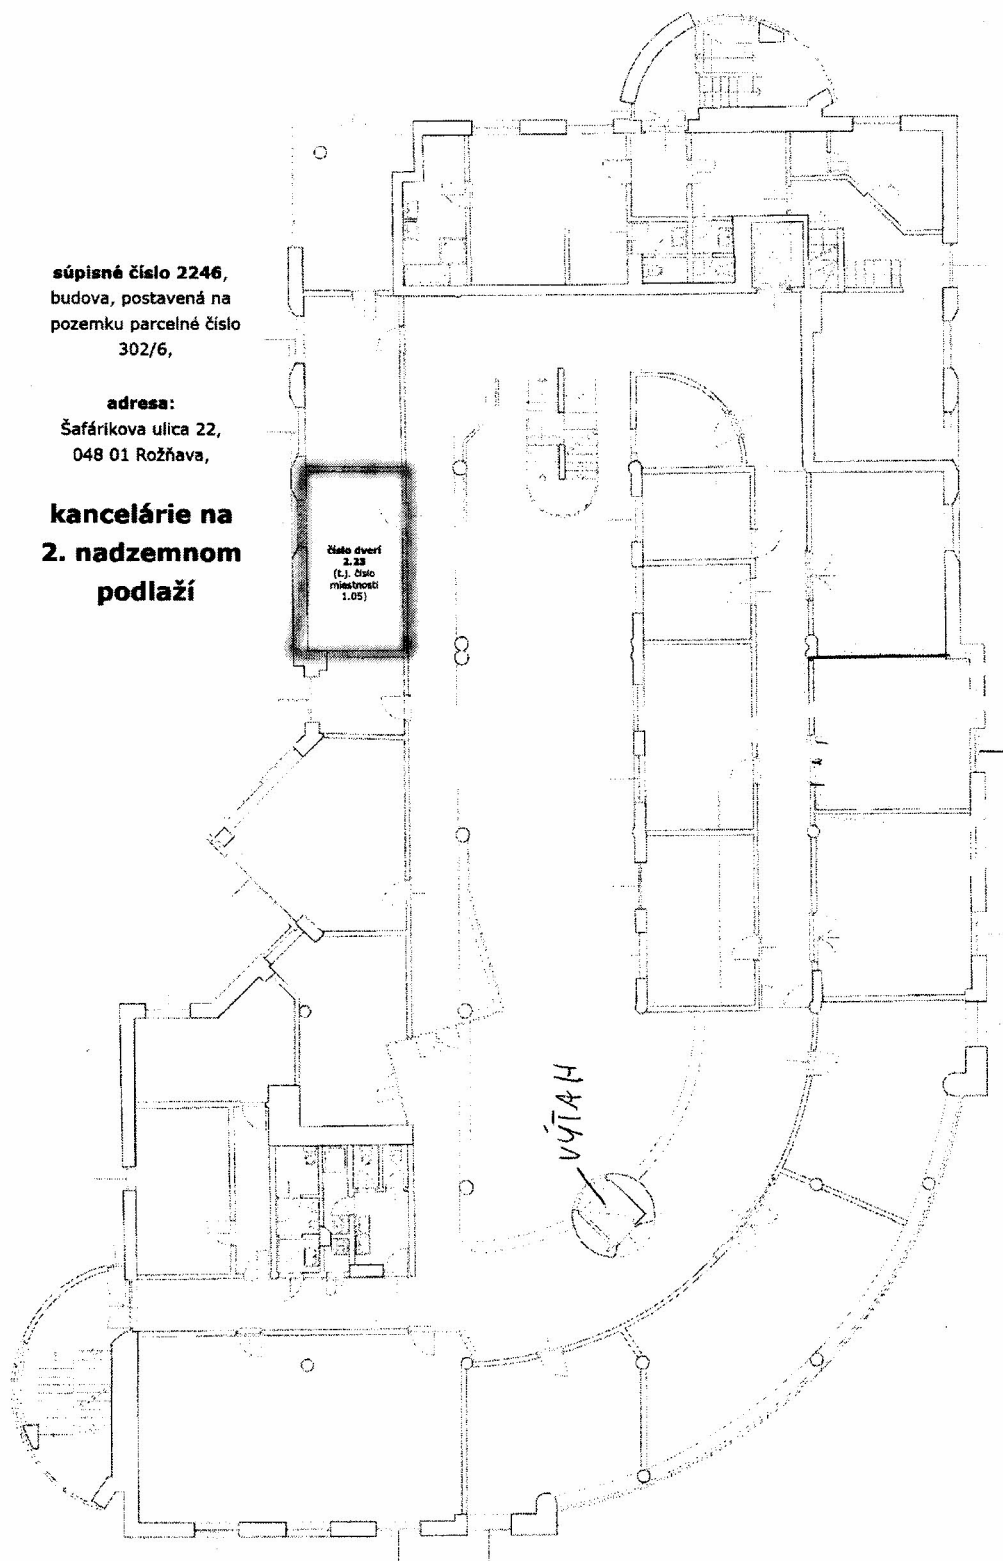 súpisné číslo 2246,
budova, postavená na
pozemku parcelné číslo
302/6,
adresa:
Šafárikova ulica 22,
048 01 Rožňava,
kancelárie na
2. nadzemnom
podlaží
číslo dverí
2.23
(t.j. číslo
miestnosti
1.05)
VÝŤAH